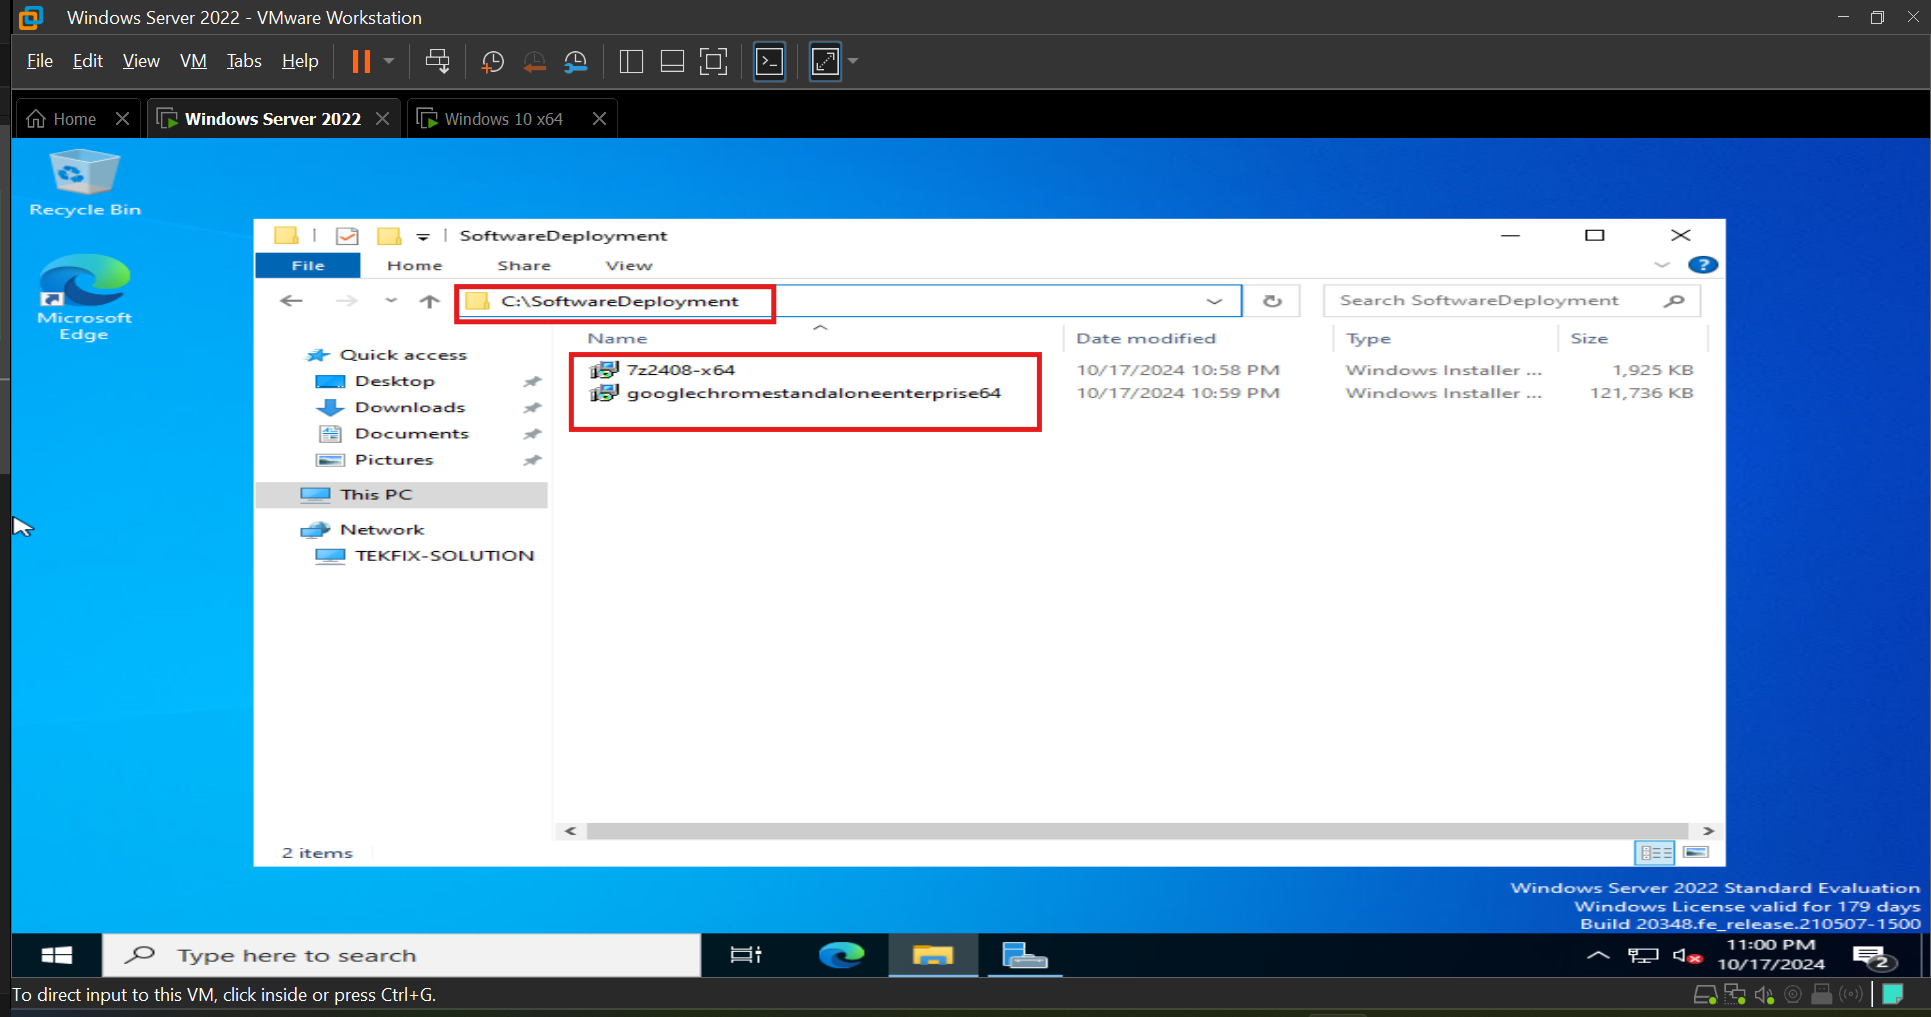 Windows Server 2022 - VMware Workstation
File Edit View VM Tabs Help
Home Windows Server 2022 Windows 10 x64
Recycle Bin
Microsoft
Edge
SoftwareDeployment
File Home Share View
C:\SoftwareDeployment Search SoftwareDeployment
Name Date modified Type Size
Quick access
Desktop
Downloads
Documents
Pictures
This PC
Network
TEKFIX-SOLUTION
7z2408-x64 10/17/2024 10:58 PM Windows Installer ... 1,925 KB
googlechromestandaloneenterprise64 10/17/2024 10:59 PM Windows Installer ... 121,736 KB
2 items
Windows Server 2022 Standard Evaluation
Windows License valid for 179 days
Build 20348.fe_release.210507-1500
Type here to search
11:00 PM
10/17/2024
2
To direct input to this VM, click inside or press Ctrl+G.